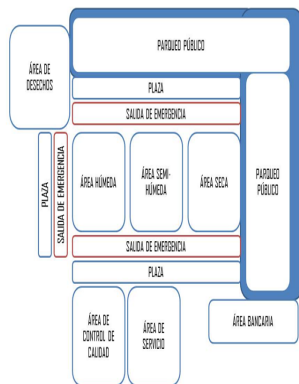 PARQUEO PÚBLICO
ÁREA DE
DESECHOS
PLAZA
SALIDA DE EMERGENCIA
PLAZA
SALIDA DE EMERGENCIA
ÁREA HÚMEDA
ÁREA SEMI-
HÚMEDA
ÁREA SECA
PARQUEO
PÚBLICO
SALIDA DE EMERGENCIA
PLAZA
ÁREA DE
CONTROL DE
CALIDAD
ÁREA DE
SERVICIO
ÁREA BANCARIA